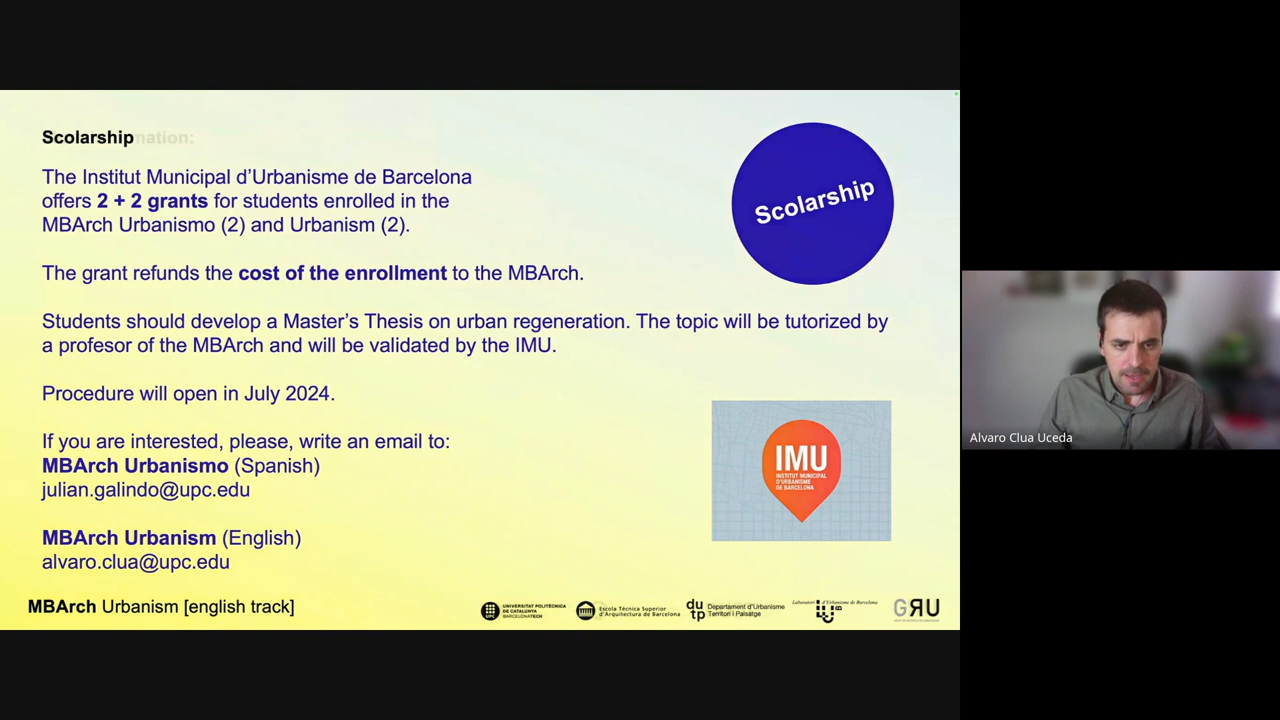 Scolarshipnation:
Scolarship
The Institut Municipal d’Urbanisme de Barcelona
offers 2 + 2 grants for students enrolled in the
MBArch Urbanismo (2) and Urbanism (2).
The grant refunds the cost of the enrollment to the MBArch.
Students should develop a Master’s Thesis on urban regeneration. The topic will be tutorized by
a profesor of the MBArch and will be validated by the IMU.
Procedure will open in July 2024.
If you are interested, please, write an email to:
MBArch Urbanismo (Spanish)
julian.galindo@upc.edu
MBArch Urbanism (English)
alvaro.clua@upc.edu
IMU
INSTITUT MUNICIPAL
D'URBANISME
DE BARCELONA
Alvaro Clua Uceda
MBArch Urbanism [english track]
UPC
UNIVERSITAT POLITÈCNICA
DE CATALUNYA
BARCELONATECH
Escola Tècnica Superior
d'Arquitectura de Barcelona
du
tp
Departament d'Urbanisme
Territori i Paisatge
Laboratori d'Urbanisme de Barcelona
GRU